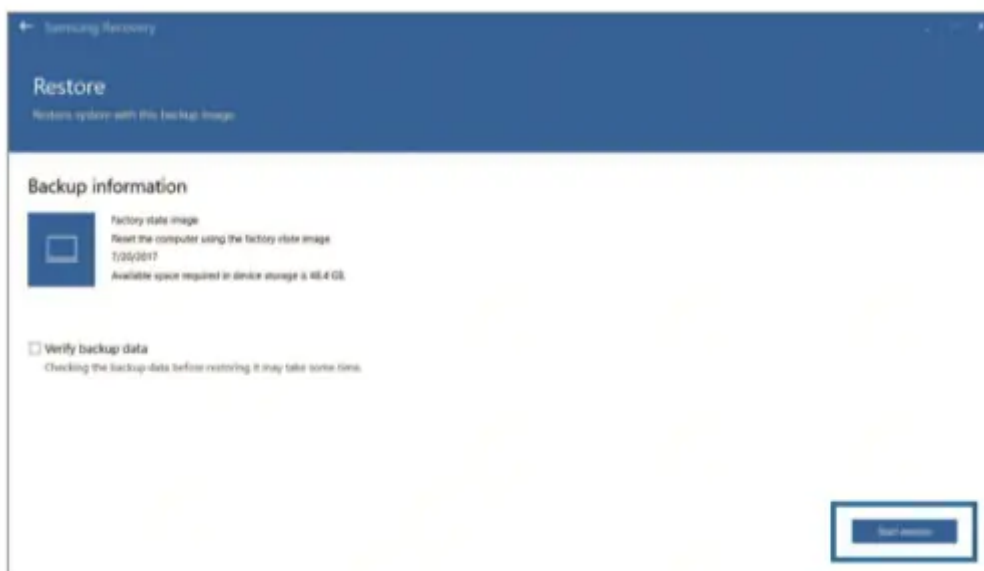 Samsung Recovery
Restore
Restore system with this backup image
Backup information
Factory state image
Reset the computer using the factory state image
7/20/2017
Available space required in device storage is 48.4 GB.
Verify backup data
Checking the backup data before restoring it may take some time.
Start